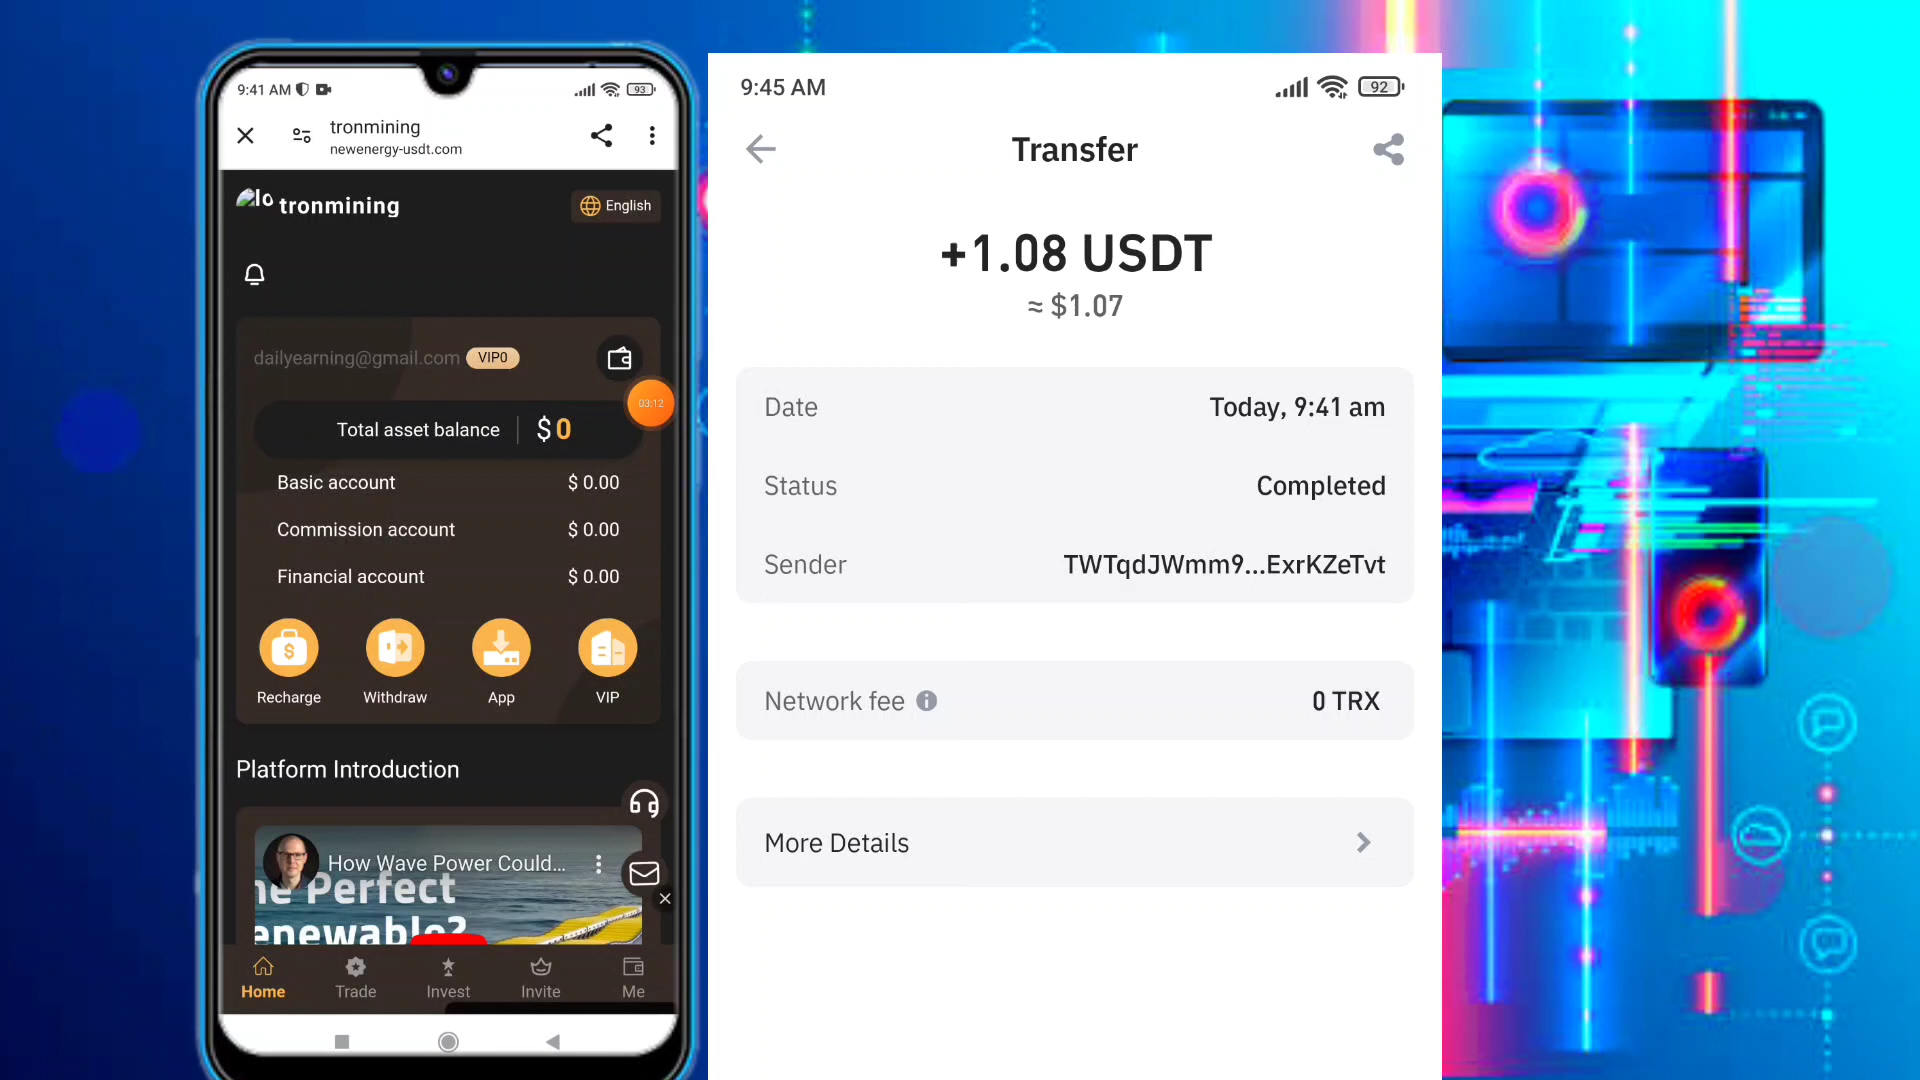 9:41 AM
93
tronmining
newenergy-usdt.com
lo
tronmining
English
dailyearning@gmail.com
VIP0
03:12
Total asset balance
$0
Basic account
$ 0.00
Commission account
$ 0.00
Financial account
$ 0.00
Recharge
Withdraw
App
VIP
Platform Introduction
How Wave Power Could...
he Perfect
enewable?
Home
Trade
Invest
Invite
Me
9:45 AM
92
Transfer
+1.08 USDT
≈ $1.07
Date
Today, 9:41 am
Status
Completed
Sender
TWTqdJWmm9...ExrKZeTvt
Network fee
0 TRX
More Details